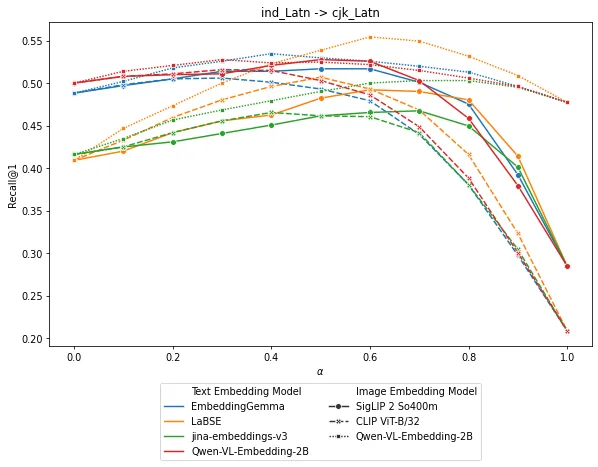 ind_Latn -> cjk_Latn
Recall@1
0.55
0.50
0.45
0.40
0.35
0.30
0.25
0.20
0.0 0.2 0.4 0.6 0.8 1.0
α
Text Embedding Model Image Embedding Model
EmbeddingGemma SigLIP 2 So400m
LaBSE CLIP ViT-B/32
jina-embeddings-v3 Qwen-VL-Embedding-2B
Qwen-VL-Embedding-2B